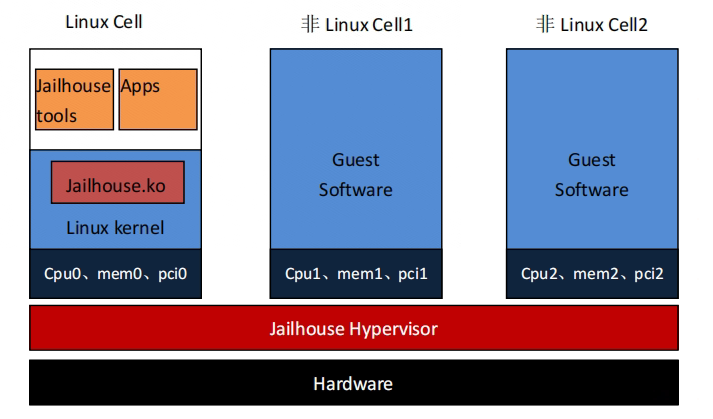 Linux Cell
非 Linux Cell1
非 Linux Cell2
Jailhouse
tools
Apps
Jailhouse.ko
Linux kernel
Guest
Software
Guest
Software
Cpu0、mem0、pci0
Cpu1、mem1、pci1
Cpu2、mem2、pci2
Jailhouse Hypervisor
Hardware